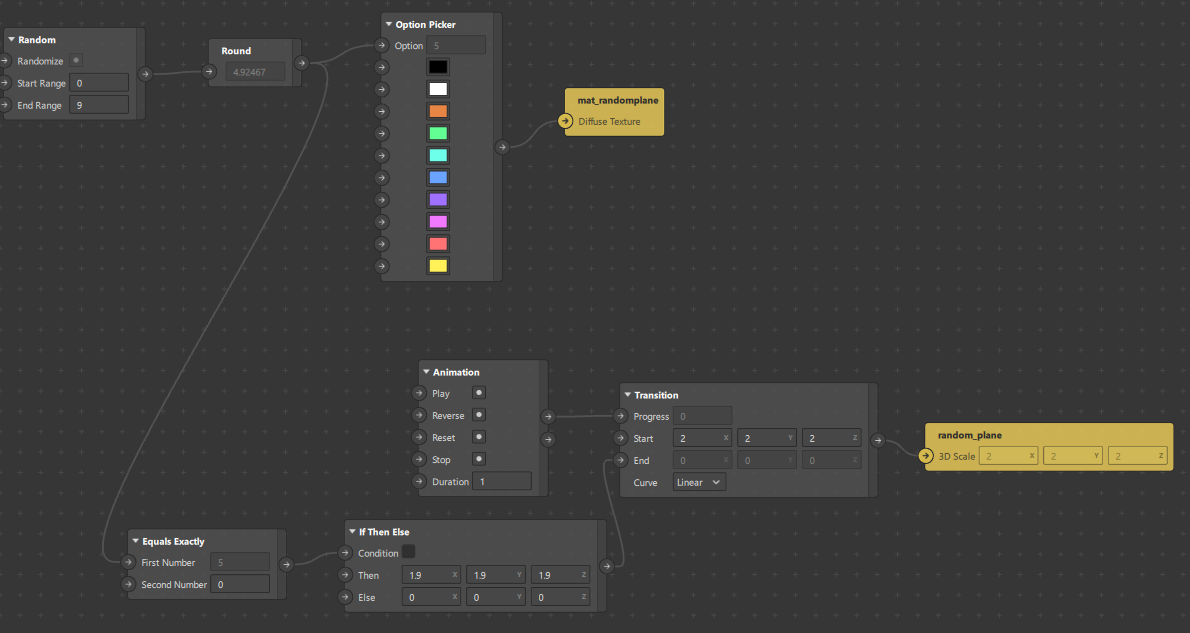 Random
Randomize
Start Range 0
End Range 9
Round
4.92467
Option Picker
Option 5
mat_randomplane
Diffuse Texture
Animation
Play
Reverse
Reset
Stop
Duration 1
Transition
Progress 0
Start 2 X 2 Y 2 Z
End 0 X 0 Y 0 Z
Curve Linear
random_plane
3D Scale 2 X 2 Y 2 Z
Equals Exactly
First Number 5
Second Number 0
If Then Else
Condition
Then 1.9 X 1.9 Y 1.9 Z
Else 0 X 0 Y 0 Z